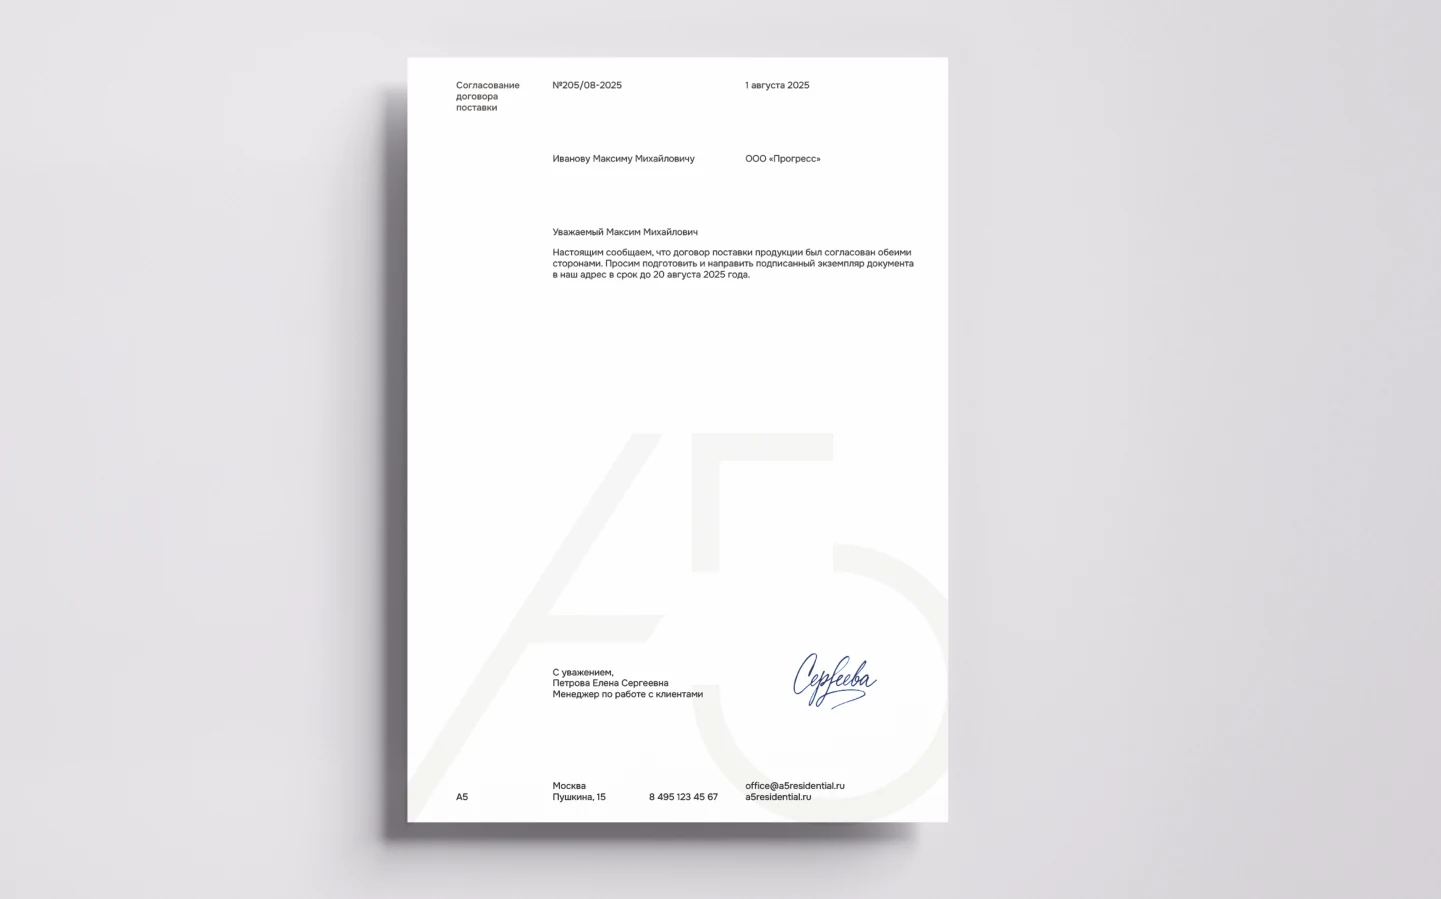 Согласование
договора
поставки
№205/08-2025
1 августа 2025
Иванову Максиму Михайловичу
ООО «Прогресс»
Уважаемый Максим Михайлович
Настоящим сообщаем, что договор поставки продукции был согласован обеими
сторонами. Просим подготовить и направить подписанный экземпляр документа
в наш адрес в срок до 20 августа 2025 года.
A5
С уважением,
Петрова Елена Сергеевна
Менеджер по работе с клиентами
Сергеева
A5
Москва
Пушкина, 15
8 495 123 45 67
office@a5residential.ru
a5residential.ru